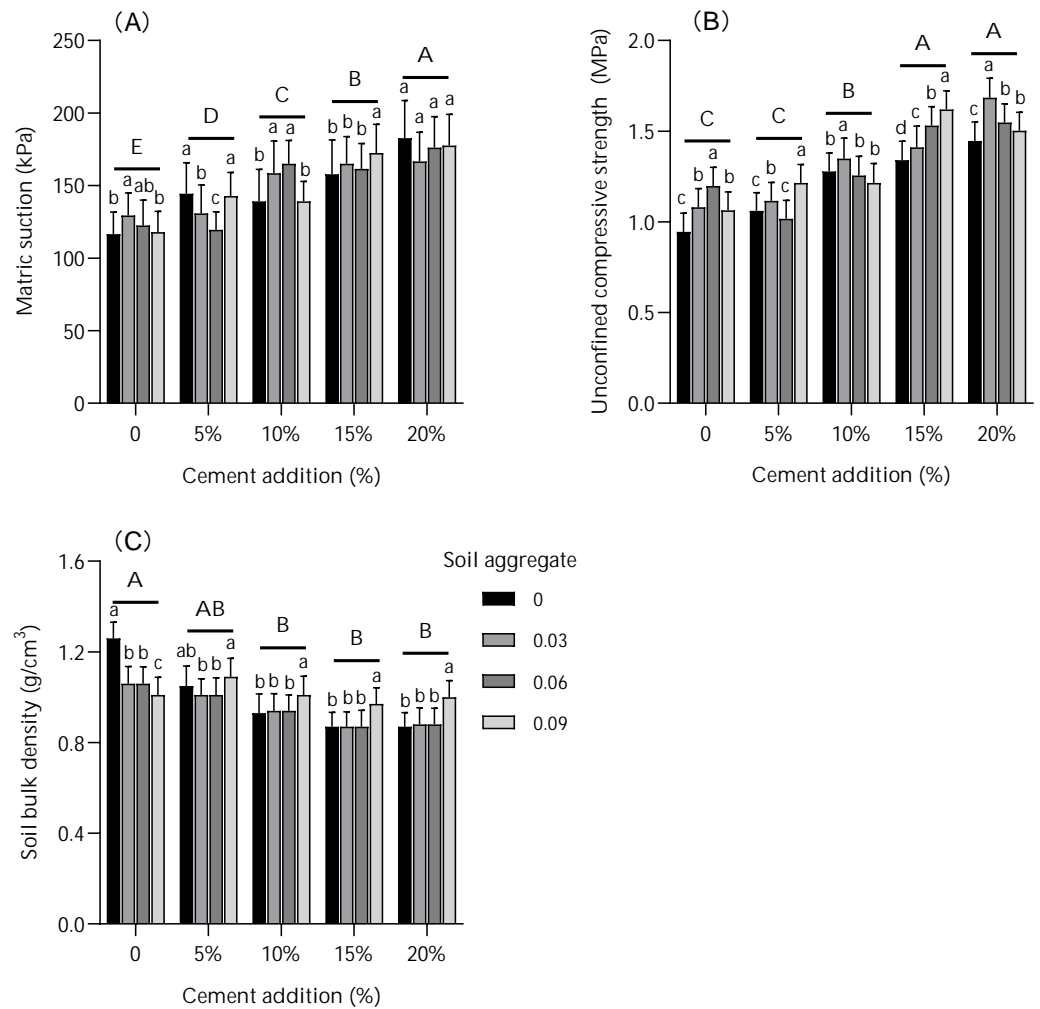 (A)
Matric suction (kPa)
250
200
150
100
50
0
E
D
C
B
A
b a ab b
a b c a
b a a b
b b b a
a a a a
0 5% 10% 15% 20%
Cement addition (%)
(B)
Unconfined compressive strength (MPa)
2.0
1.5
1.0
0.5
0.0
C
C
B
A
A
c b a b
c b c a
b a b b
d c b a
c a b b
0 5% 10% 15% 20%
Cement addition (%)
(C)
Soil bulk density (g/cm³)
1.6
1.2
0.8
0.4
0.0
A
AB
B
B
B
a b b c
ab b b a
b b b a
b b b a
b b b a
0 5% 10% 15% 20%
Cement addition (%)
Soil aggregate
0
0.03
0.06
0.09